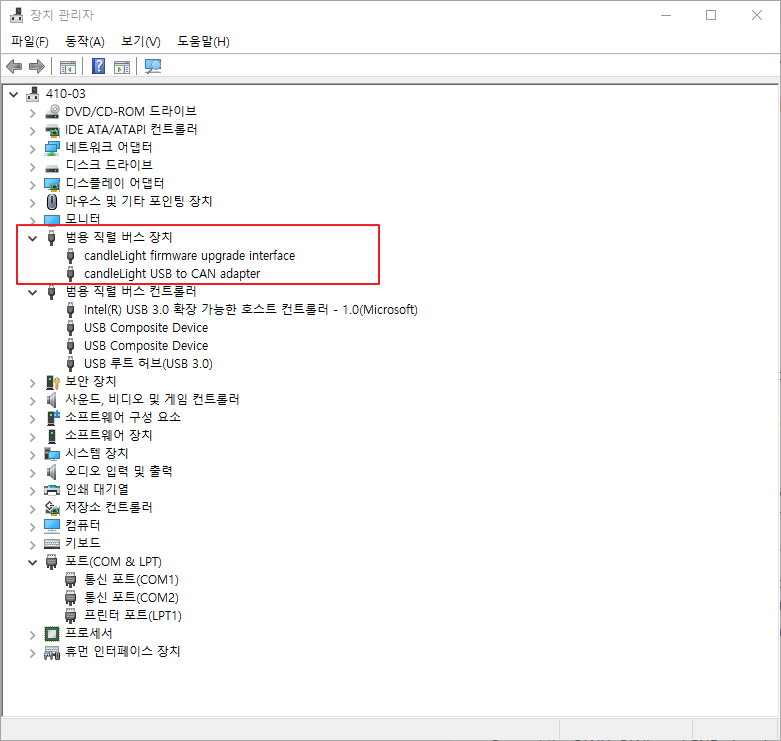 장치 관리자
파일(F) 동작(A) 보기(V) 도움말(H)
410-03
DVD/CD-ROM 드라이브
IDE ATA/ATAPI 컨트롤러
네트워크 어댑터
디스크 드라이브
디스플레이 어댑터
마우스 및 기타 포인팅 장치
모니터
범용 직렬 버스 장치
candleLight firmware upgrade interface
candleLight USB to CAN adapter
범용 직렬 버스 컨트롤러
Intel(R) USB 3.0 확장 가능한 호스트 컨트롤러 - 1.0(Microsoft)
USB Composite Device
USB Composite Device
USB 루트 허브(USB 3.0)
보안 장치
사운드, 비디오 및 게임 컨트롤러
소프트웨어 구성 요소
소프트웨어 장치
시스템 장치
오디오 입력 및 출력
인쇄 대기열
저장소 컨트롤러
컴퓨터
키보드
포트(COM & LPT)
통신 포트(COM1)
통신 포트(COM2)
프린터 포트(LPT1)
프로세서
휴먼 인터페이스 장치